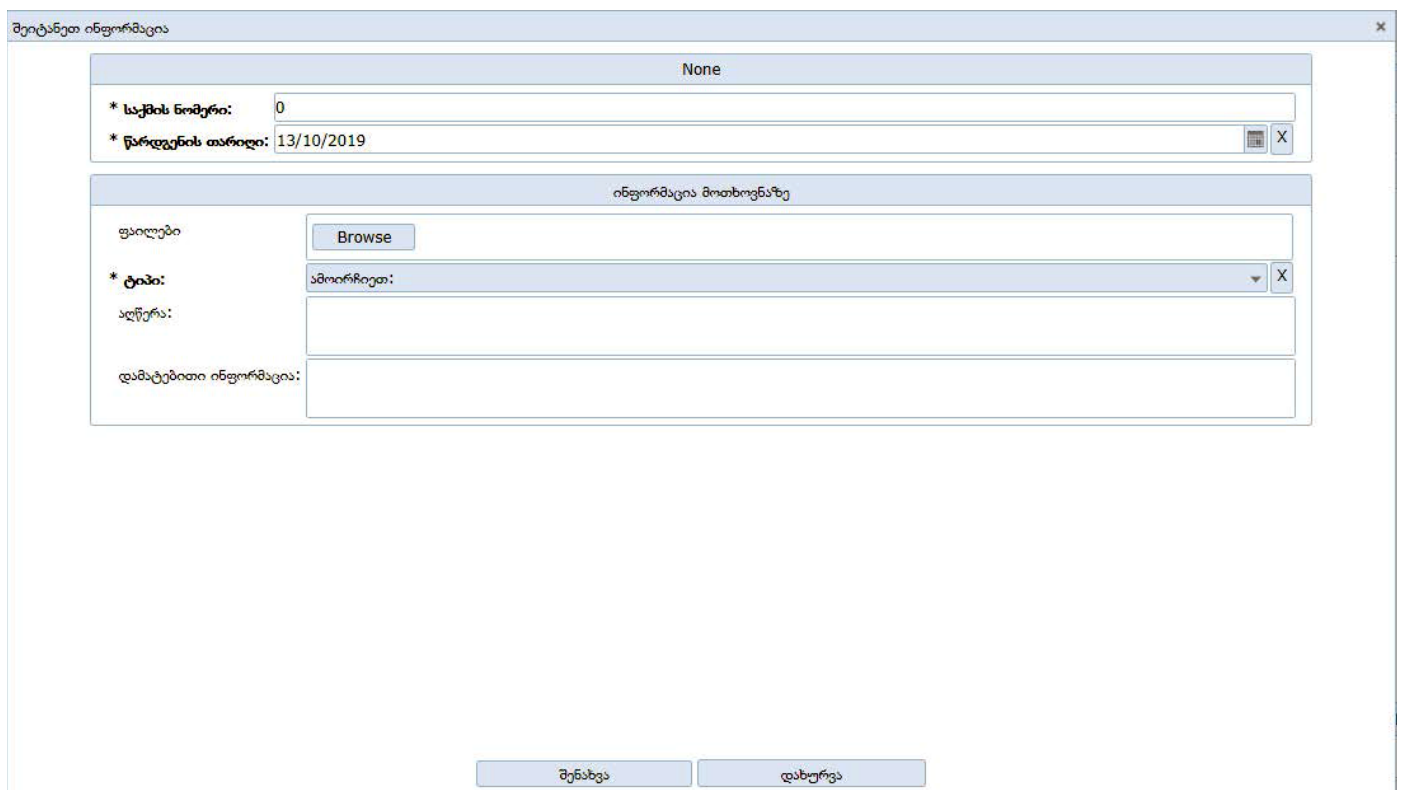 შეიტანეთ ინფორმაცია ×
None
* საქმის ნომერი: 0
* წარდგენის თარიღი: 13/10/2019 X
ინფორმაცია მოთხოვნაზე
ფაილები Browse
* ტიპი: ამოირჩიეთ: X
აღწერა:
დამატებითი ინფორმაცია:
შენახვა დახურვა